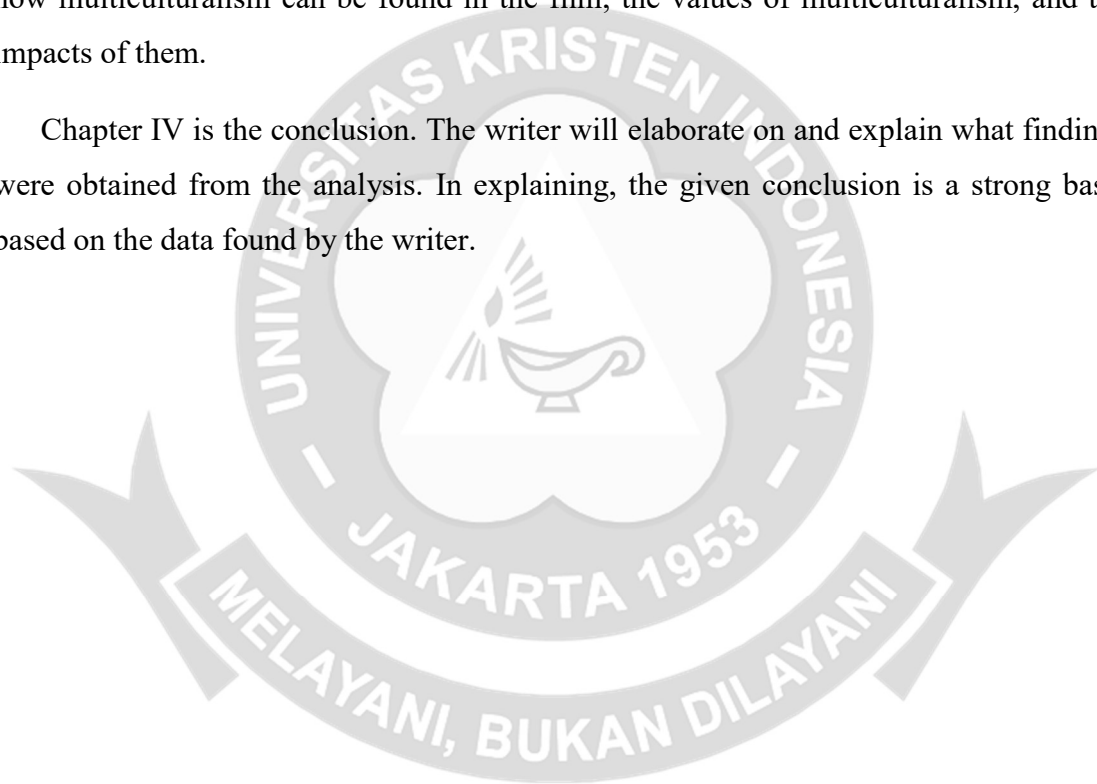 how multiculturalism can be found in the film, the values of multiculturalism, and
impacts of them.
Chapter IV is the conclusion. The writer will elaborate on and explain what
were obtained from the analysis. In explaining, the given conclusion is a strong
based on the data found by the writer.
UNIVERSITAS KRISTEN INDONESIA
JAKARTA 1953
MELAYANI, BUKAN DILAYANI